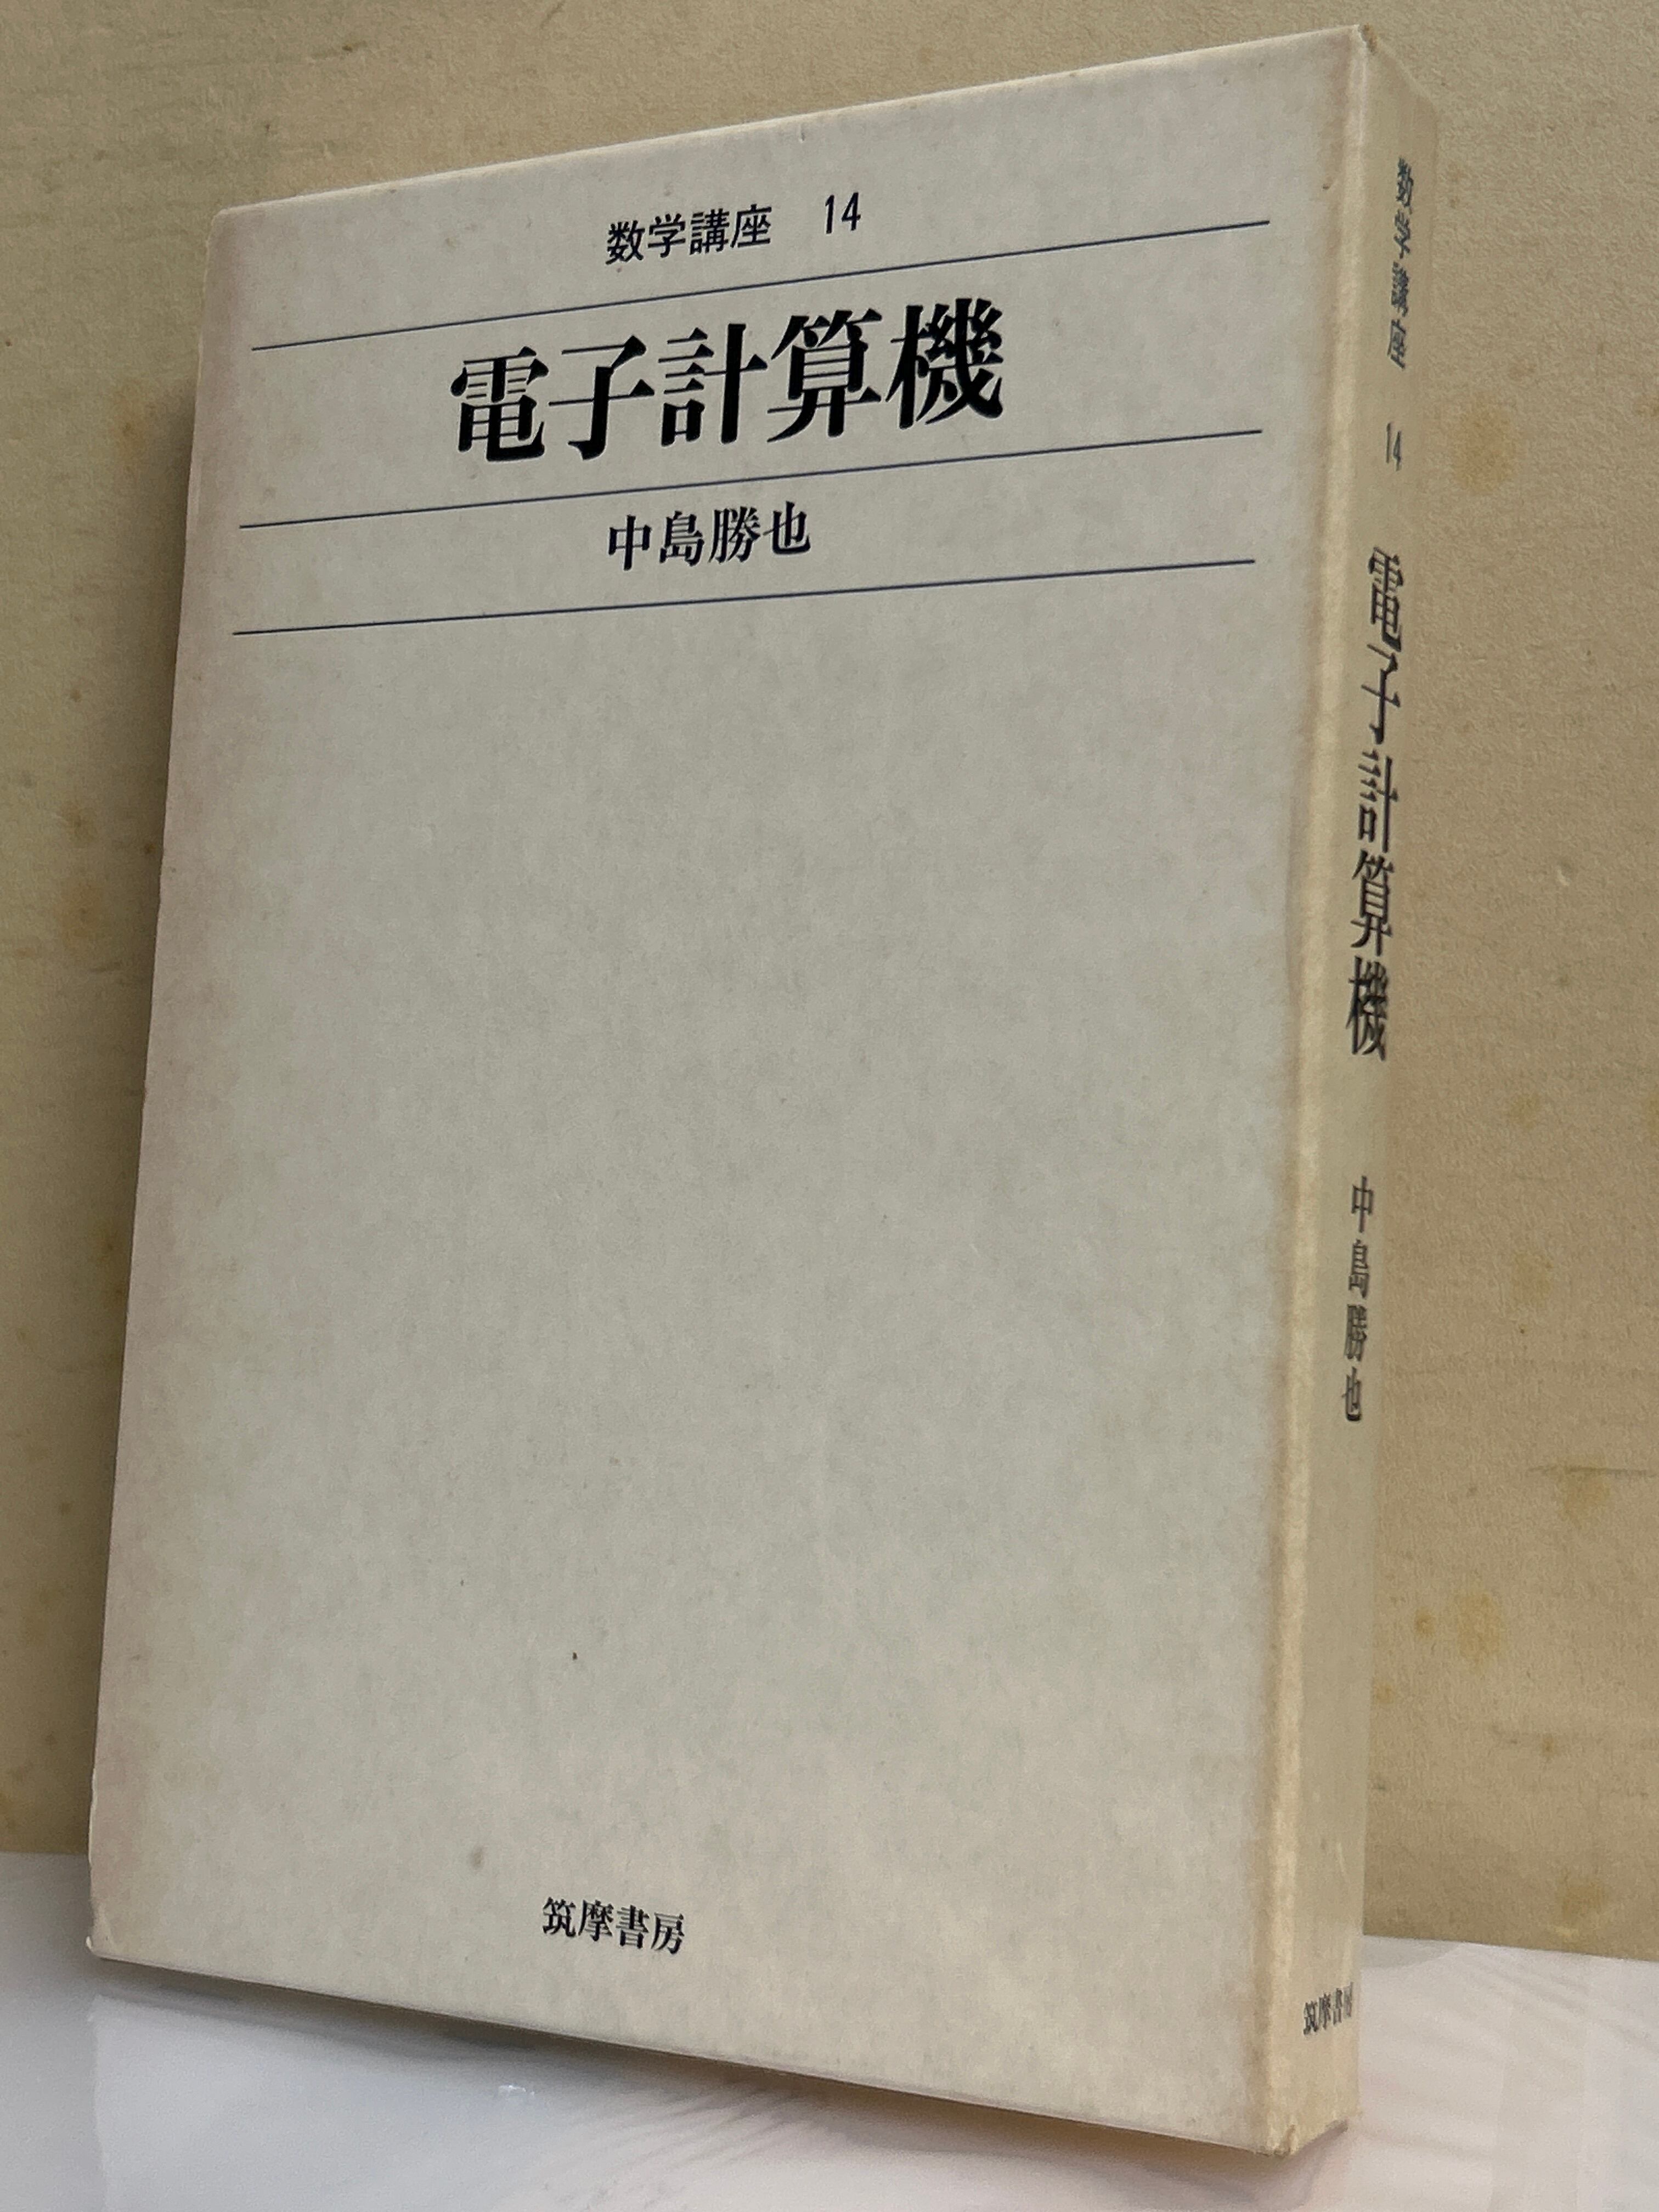 数学講座 14
電子計算機
中島勝也
筑摩書房
数学講座 14 電子計算機 中島勝也
筑摩書房